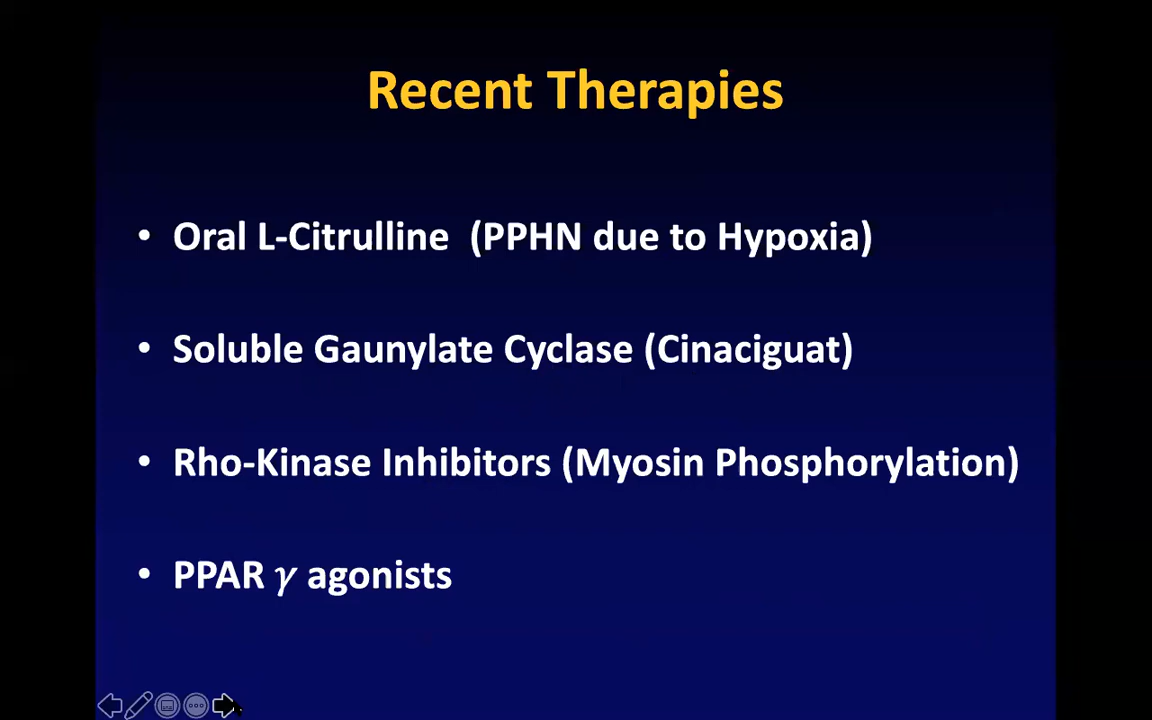 Recent Therapies
• Oral L-Citrulline (PPHN due to Hypoxia)
• Soluble Gaunylate Cyclase (Cinaciguat)
• Rho-Kinase Inhibitors (Myosin Phosphorylation)
• PPAR γ agonists